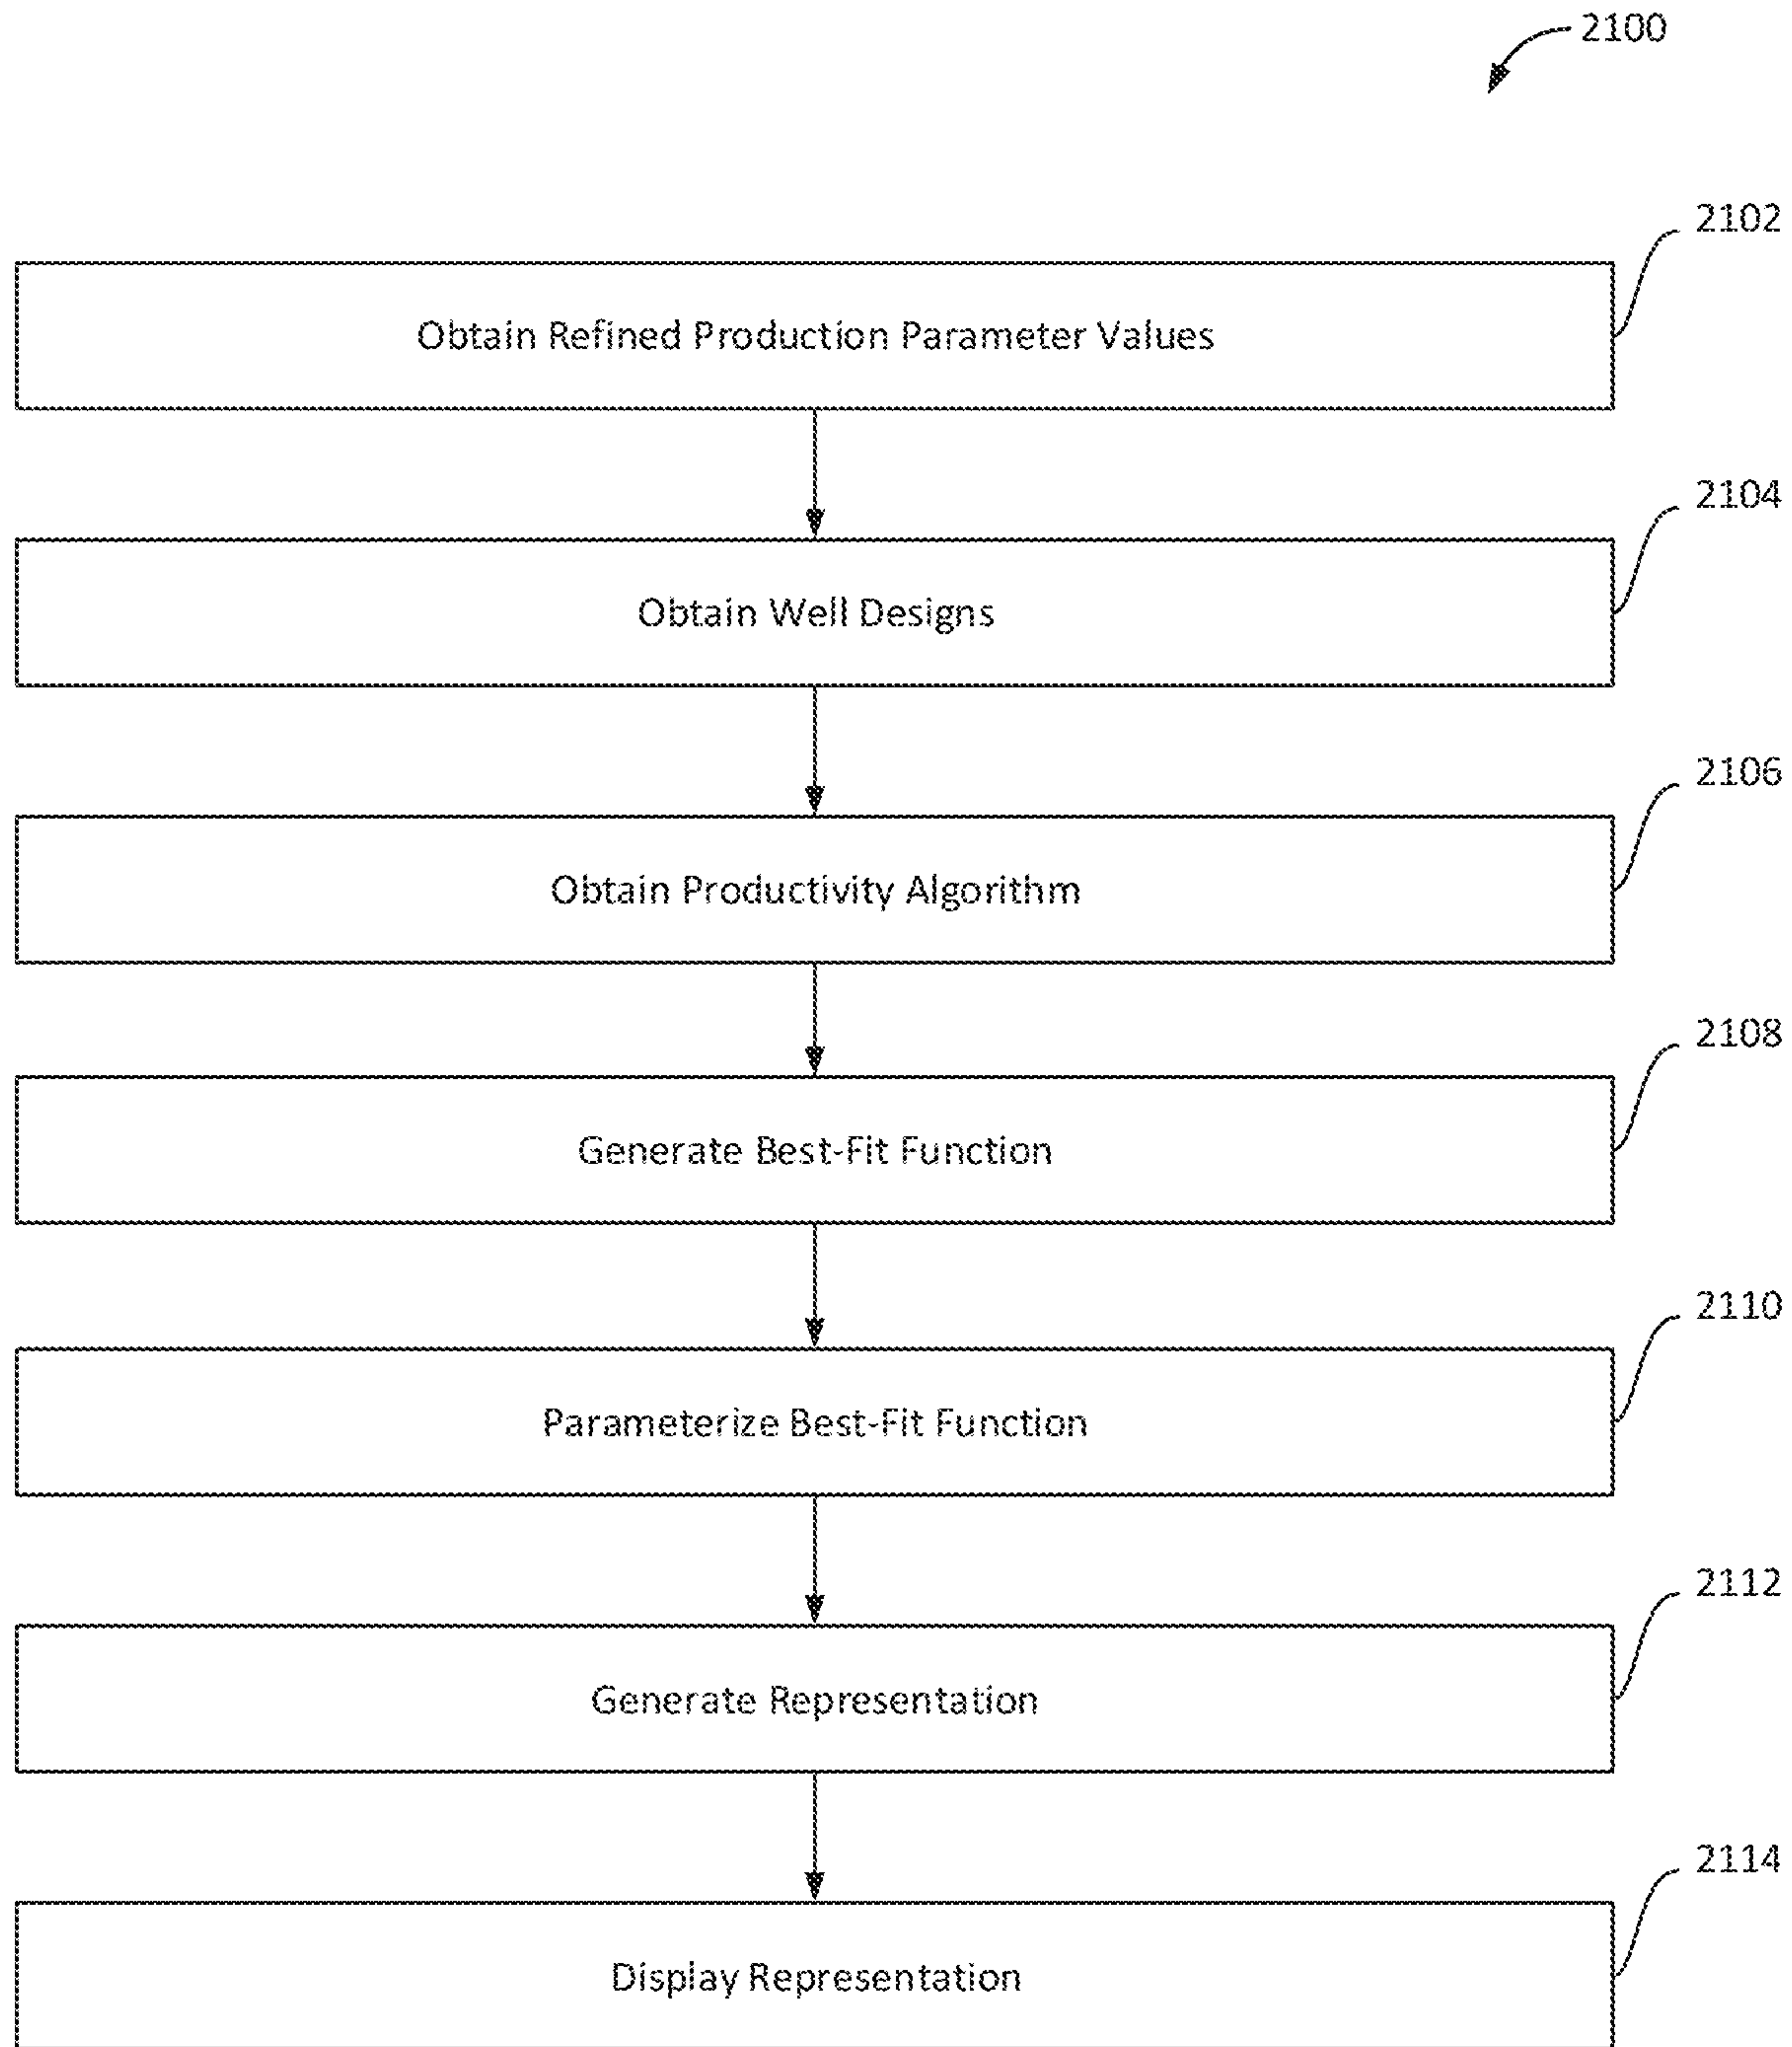 2100
2102
Obtain Refined Production Parameter Values
2104
Obtain Well Designs
2106
Obtain Productivity Algorithm
2108
Generate Best-Fit Function
2110
Parameterize Best-Fit Function
2112
Generate Representation
2114
Display Representation